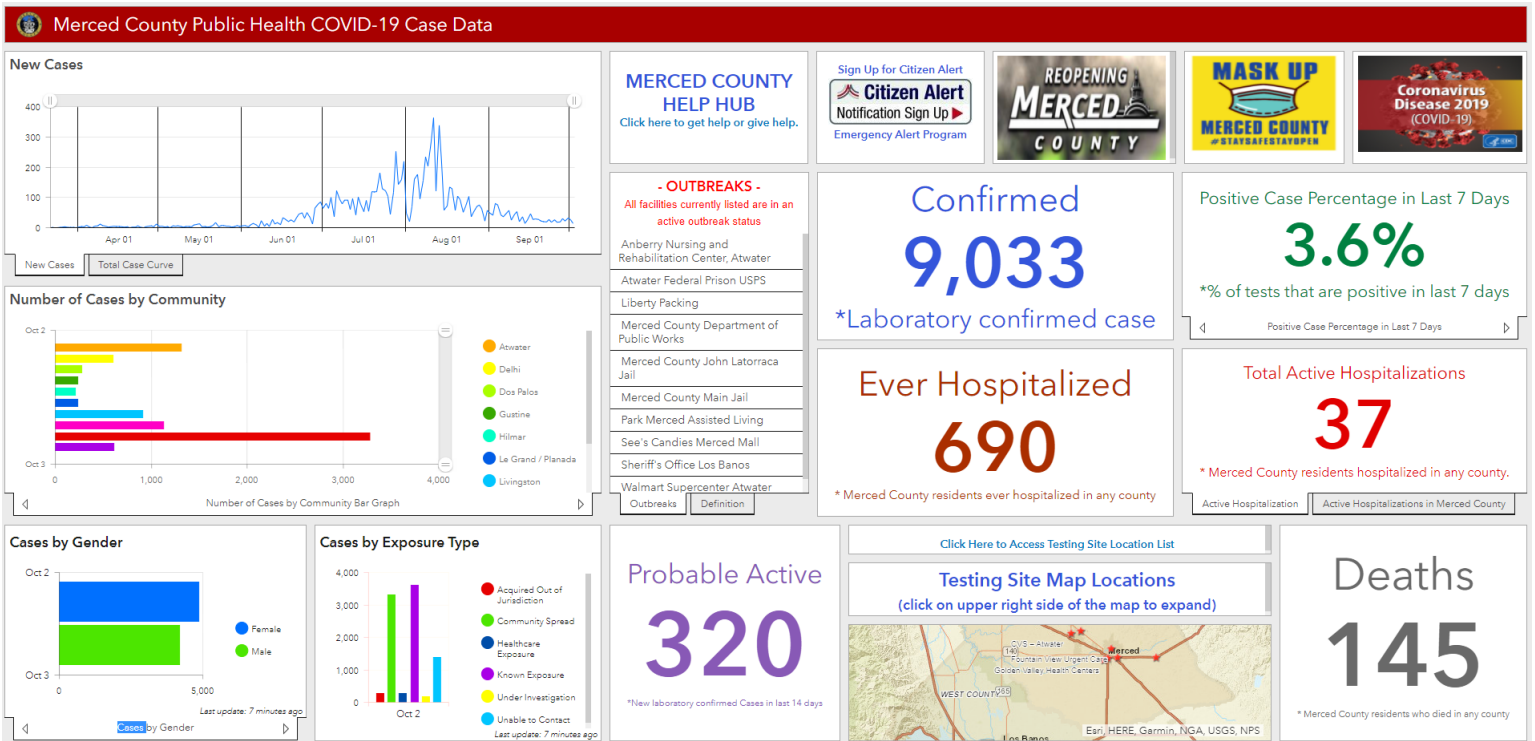 Merced County Public Health COVID-19 Case Data
New Cases
400
300
200
100
0
Apr 01
May 01
Jun 01
Jul 01
Aug 01
Sep 01
New Cases
Total Case Curve
MERCED COUNTY
HELP HUB
Click here to get help or give help.
Sign Up for Citizen Alert
Citizen Alert
Notification Sign Up
Emergency Alert Program
REOPENING
MERCED
COUNTY
MASK UP
MERCED COUNTY
#STAYSAFESTAYOPEN
Coronavirus
Disease 2019
(COVID-19)
CDC
- OUTBREAKS -
All facilities currently listed are in an
active outbreak status
Anberry Nursing and
Rehabilitation Center, Atwater
Atwater Federal Prison USPS
Liberty Packing
Merced County Department of
Public Works
Merced County John Latorraca
Jail
Merced County Main Jail
Park Merced Assisted Living
See's Candies Merced Mall
Sheriff's Office Los Banos
Walmart Supercenter Atwater
Outbreaks
Definition
Confirmed
9,033
*Laboratory confirmed case
Positive Case Percentage in Last 7 Days
3.6%
*% of tests that are positive in last 7 days
Positive Case Percentage in Last 7 Days
Number of Cases by Community
Oct 2
Oct 3
0
1,000
2,000
3,000
4,000
Atwater
Delhi
Dos Palos
Gustine
Hilmar
Le Grand / Planada
Livingston
Number of Cases by Community Bar Graph
Ever Hospitalized
690
* Merced County residents ever hospitalized in any county
Total Active Hospitalizations
37
* Merced County residents hospitalized in any county.
Active Hospitalization
Active Hospitalizations in Merced County
Cases by Gender
Oct 2
Oct 3
0
5,000
Female
Male
Last update: 7 minutes ago
Cases by Gender
Cases by Exposure Type
4,000
3,000
2,000
1,000
0
Oct 2
Acquired Out of
Jurisdiction
Community Spread
Healthcare
Exposure
Known Exposure
Under Investigation
Unable to Contact
Last update: 7 minutes ago
Probable Active
320
*New laboratory confirmed Cases in last 14 days
Click Here to Access Testing Site Location List
Testing Site Map Locations
(click on upper right side of the map to expand)
CVS – Atwater
140
Merced
Fountain View Urgent Care
Golden Valley Health Centers
WEST COUNTY
165
Los Banos
Esri, HERE, Garmin, NGA, USGS, NPS
Deaths
145
* Merced County residents who died in any county